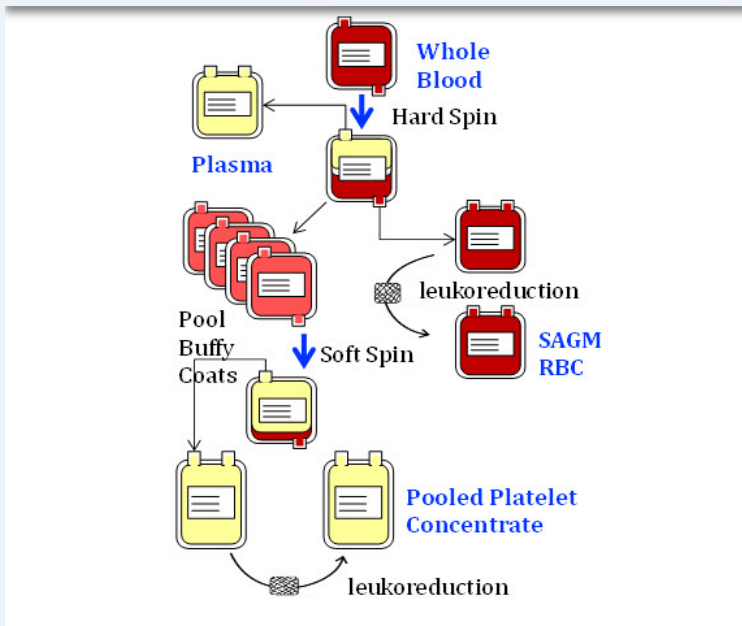 Whole
Blood
Hard Spin
Plasma
leukoreduction
Pool
Buffy
Coats
Soft Spin
SAGM
RBC
Pooled Platelet
Concentrate
leukoreduction